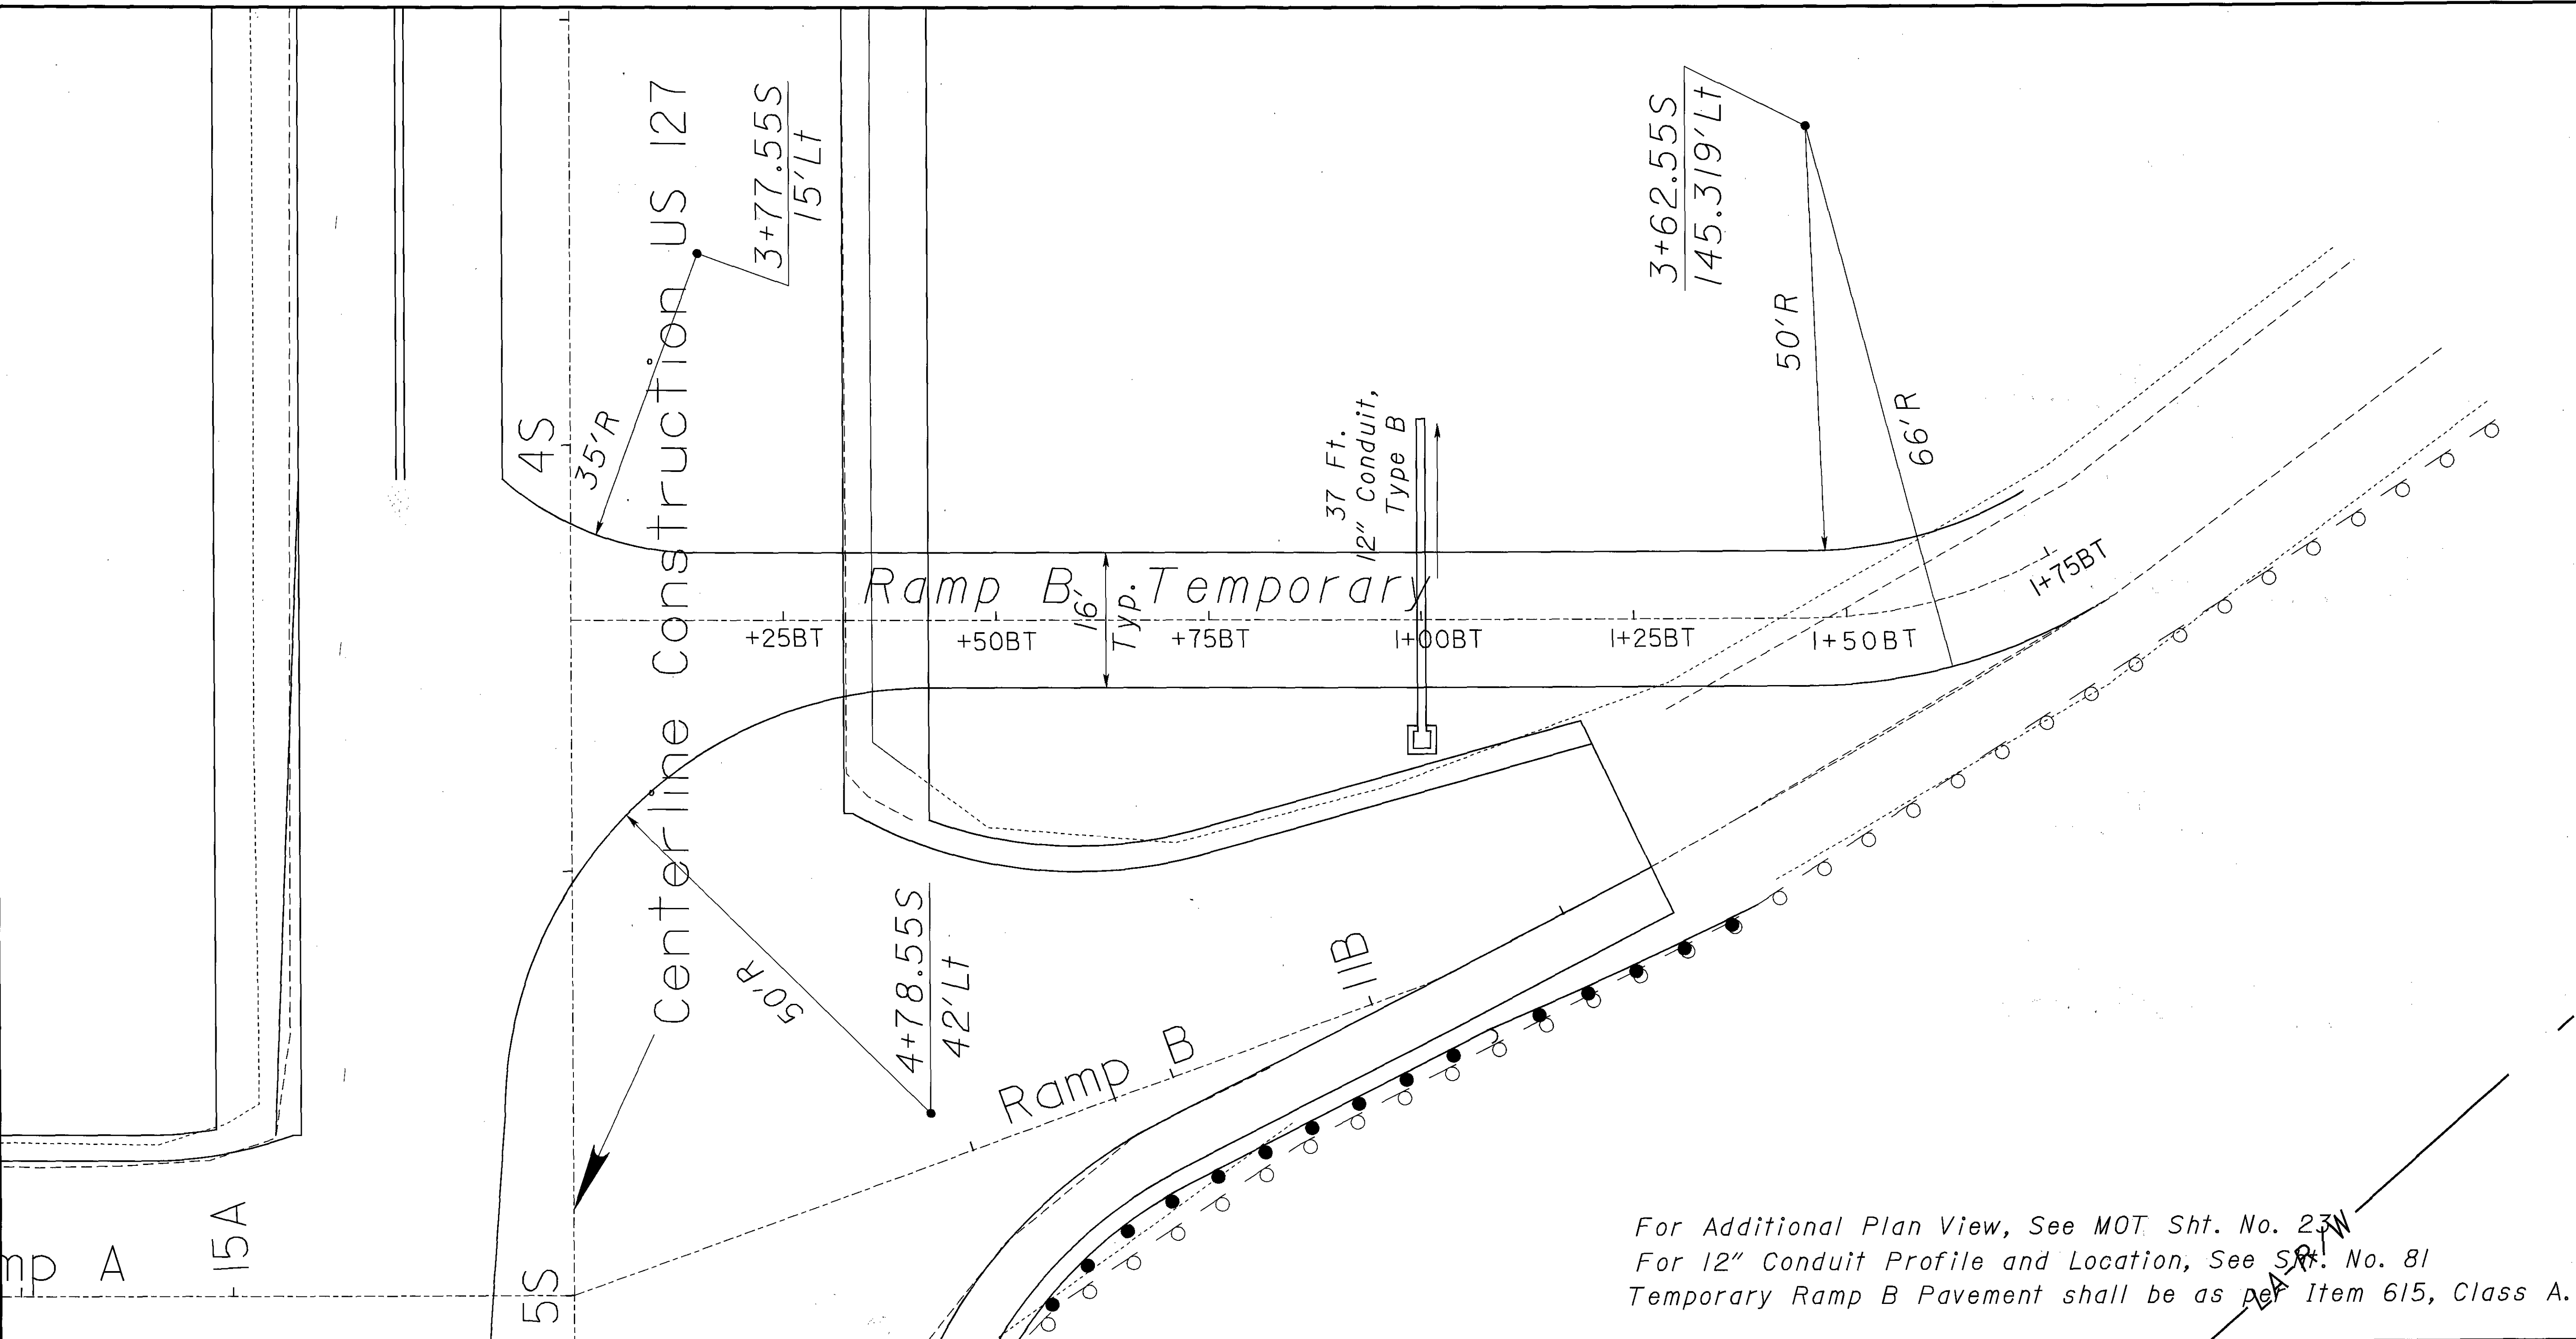 Centerline Construction US 127
3+77.55S
15'Lt
35'R
4S
3+62.55S
145.319'Lt
50'R
66'R
37 Ft.
12" Conduit,
Type B
Ramp B Temporary
16'
Typ.
+25BT
+50BT
+75BT
1+00BT
1+25BT
1+50BT
1+75BT
50'R
4+78.55S
42'Lt
Ramp B
11B
mp A
15A
5S
LA-R/W
For Additional Plan View, See MOT Sht. No. 23
For 12" Conduit Profile and Location, See Sht. No. 81
Temporary Ramp B Pavement shall be as per Item 615, Class A.